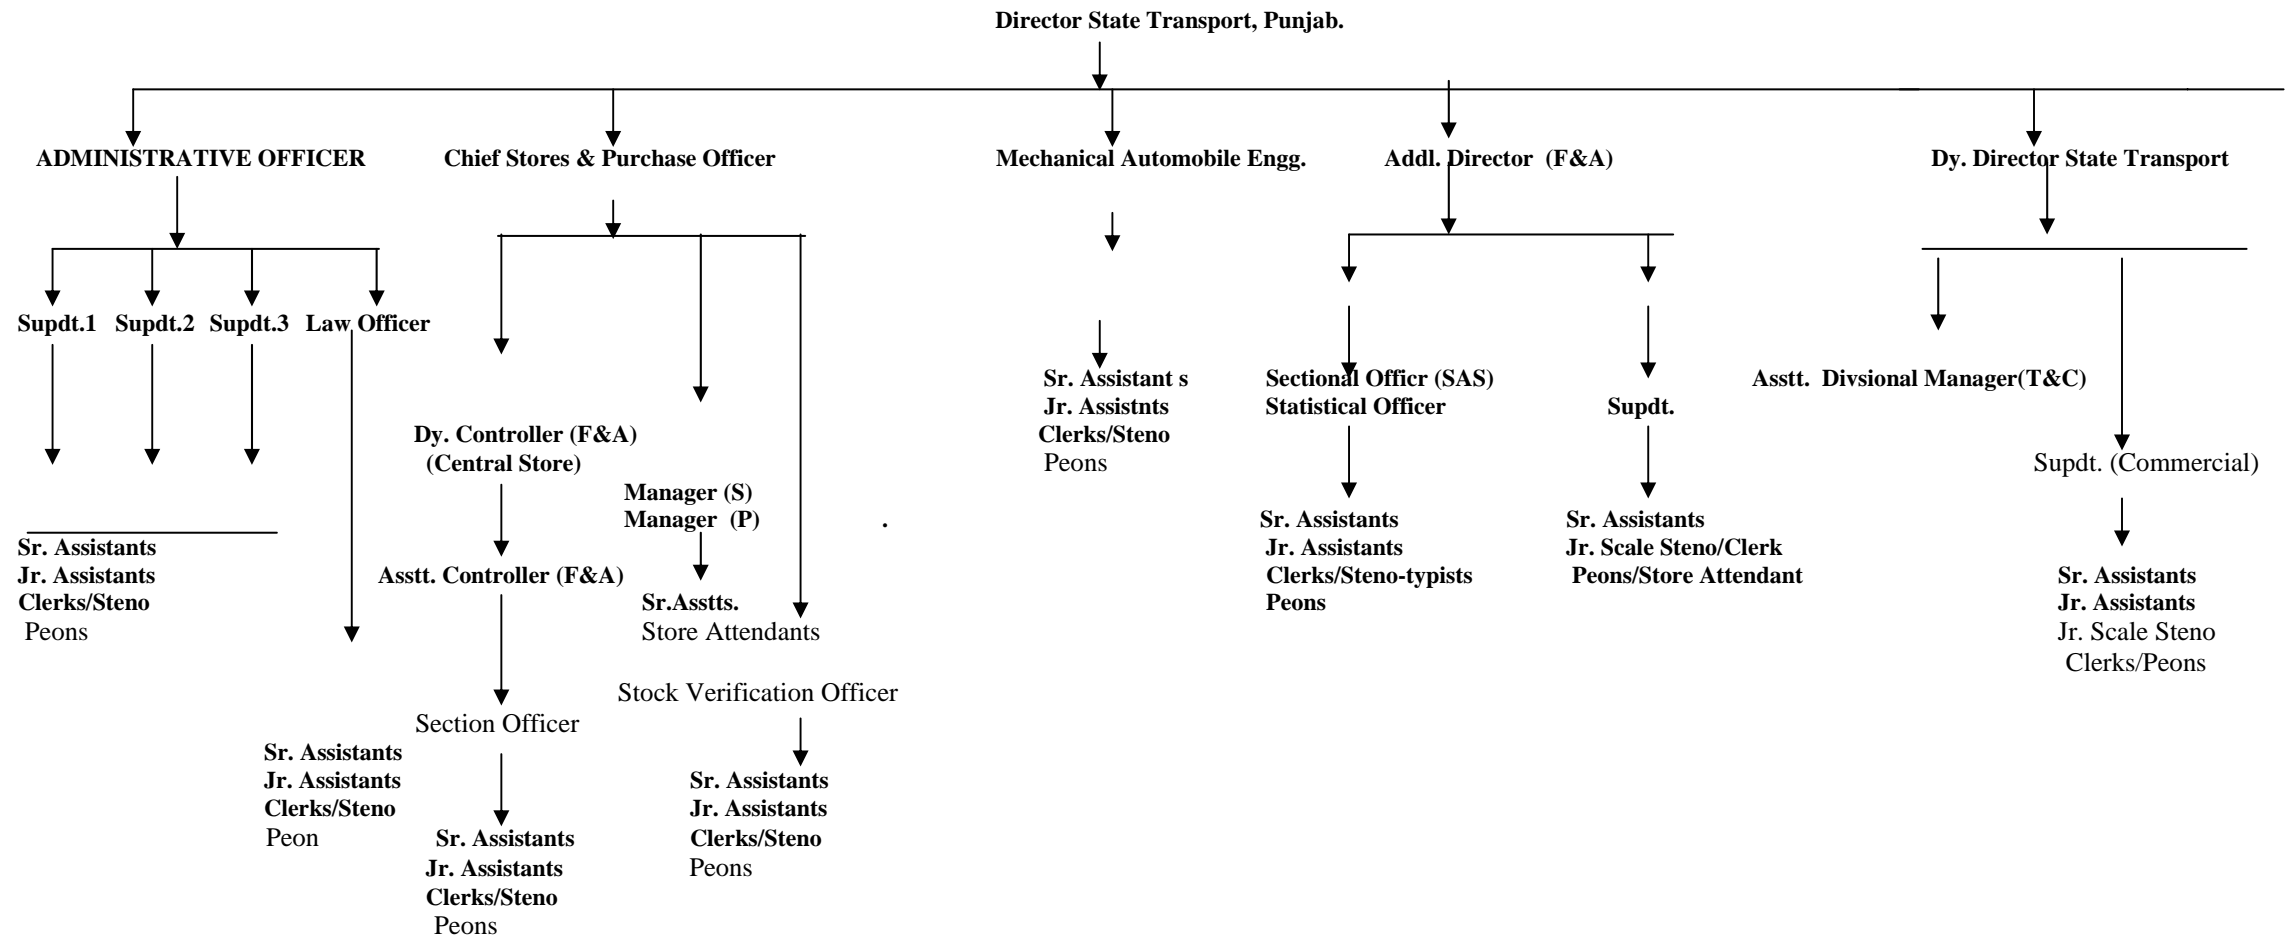 Director State Transport, Punjab.
ADMINISTRATIVE OFFICER
Chief Stores & Purchase Officer
Mechanical Automobile Engg.
Addl. Director (F&A)
Dy. Director State Transport
Supdt.1
Supdt.2
Supdt.3
Law Officer
Sr. Assistants
Jr. Assistants
Clerks/Steno
Peons
Sr. Assistants
Jr. Assistants
Clerks/Steno
Peon
Dy. Controller (F&A)
(Central Store)
Asstt. Controller (F&A)
Section Officer
Sr. Assistants
Jr. Assistants
Clerks/Steno
Peons
Manager (S)
Manager (P)
.
Sr.Asstts.
Store Attendants
Stock Verification Officer
Sr. Assistants
Jr. Assistants
Clerks/Steno
Peons
Sr. Assistant s
Jr. Assistnts
Clerks/Steno
Peons
Sectional Officr (SAS)
Statistical Officer
Sr. Assistants
Jr. Assistants
Clerks/Steno-typists
Peons
Supdt.
Sr. Assistants
Jr. Scale Steno/Clerk
Peons/Store Attendant
Asstt. Divsional Manager(T&C)
Supdt. (Commercial)
Sr. Assistants
Jr. Assistants
Jr. Scale Steno
Clerks/Peons